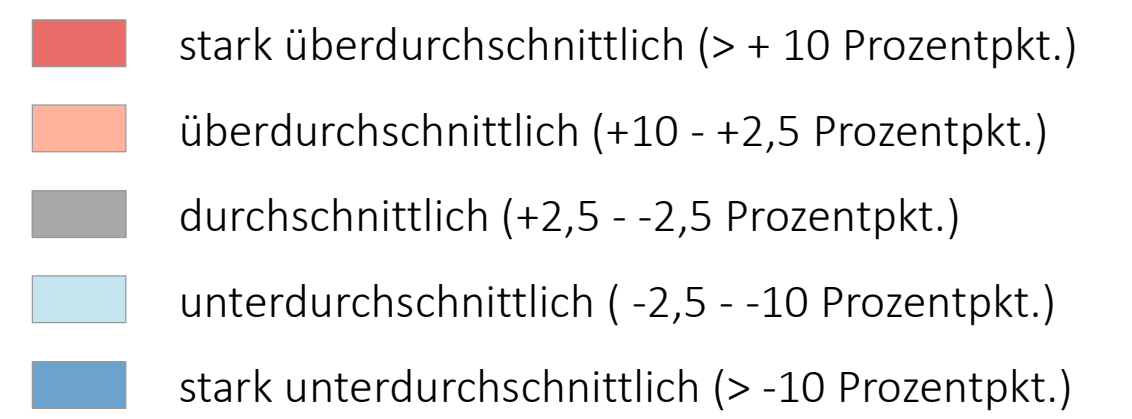 stark überdurchschnittlich (> + 10 Prozentpkt.)
überdurchschnittlich (+10 - +2,5 Prozentpkt.)
durchschnittlich (+2,5 - -2,5 Prozentpkt.)
unterdurchschnittlich ( -2,5 - -10 Prozentpkt.)
stark unterdurchschnittlich (> -10 Prozentpkt.)